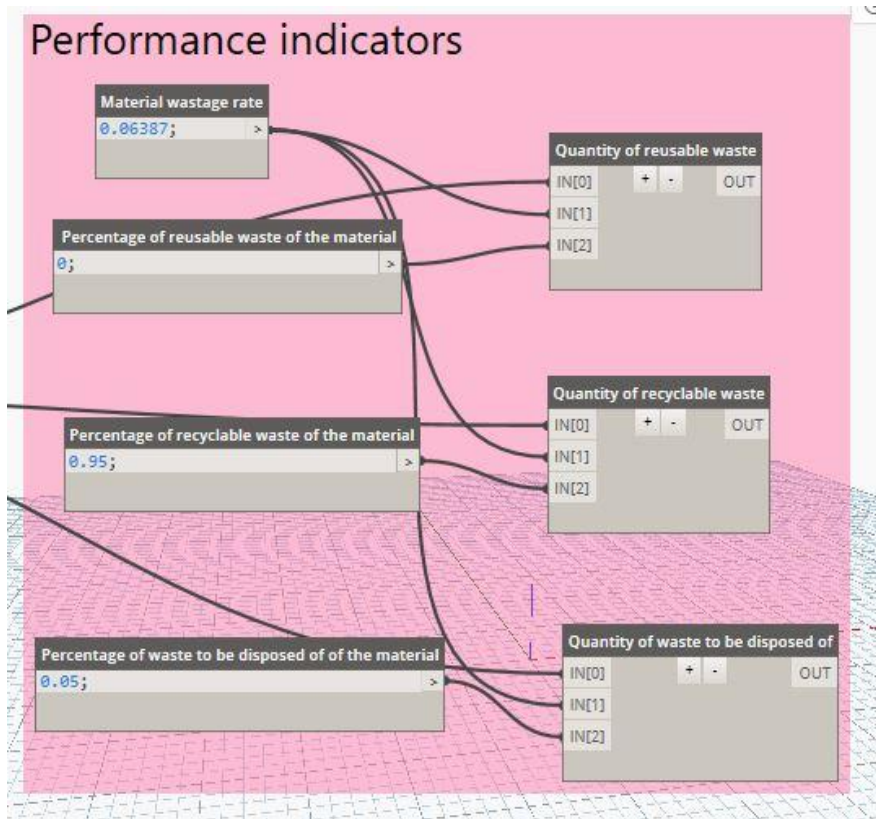 Performance indicators
Material wastage rate
0.06387; >
Percentage of reusable waste of the material
0; >
Percentage of recyclable waste of the material
0.95; >
Percentage of waste to be disposed of of the material
0.05; >
Quantity of reusable waste
IN[0] + - OUT
IN[1]
IN[2]
Quantity of recyclable waste
IN[0] + - OUT
IN[1]
IN[2]
Quantity of waste to be disposed of
IN[0] + - OUT
IN[1]
IN[2]